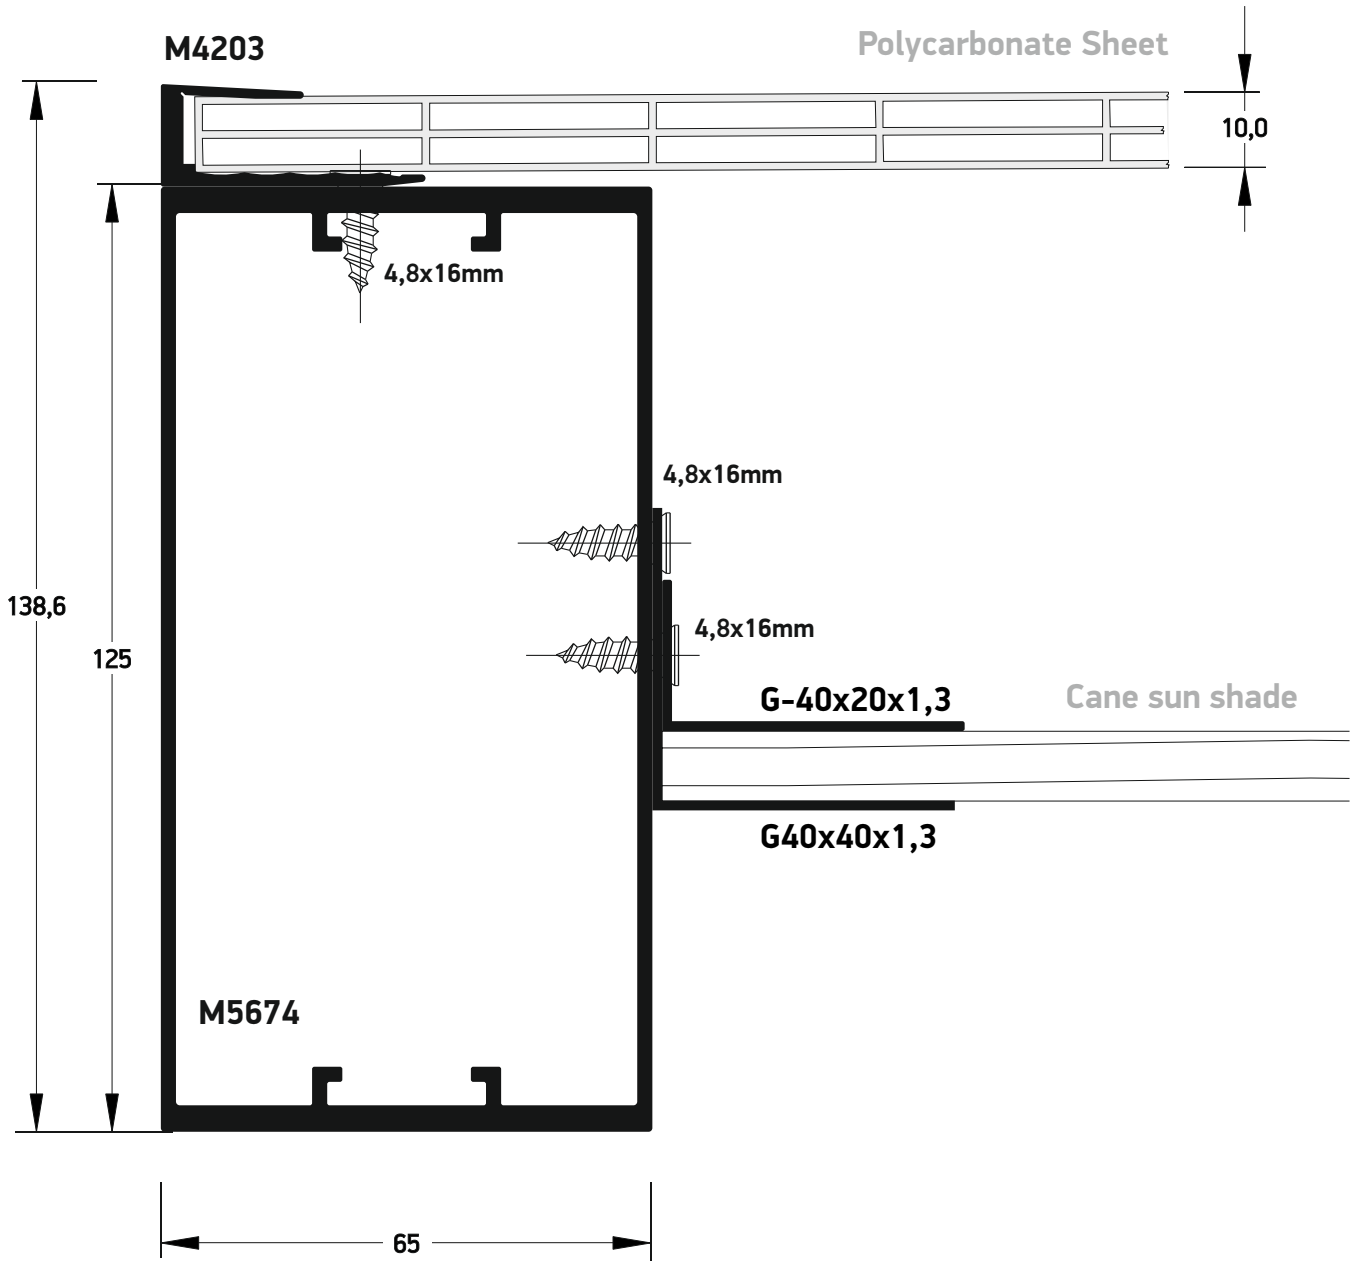 M4203
Polycarbonate Sheet
10,0
4,8x16mm
4,8x16mm
138,6
4,8x16mm
125
G-40x20x1,3
Cane sun shade
G40x40x1,3
M5674
65